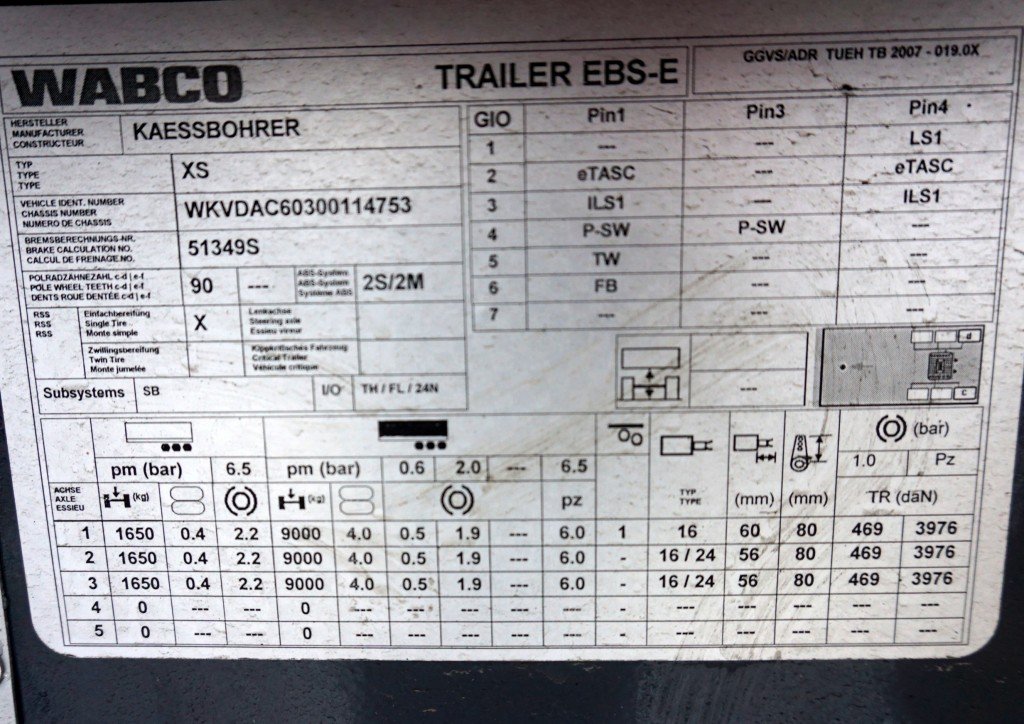 WABCO TRAILER EBS-E GGVS/ADR TUEH TB 2007 - 019.0X
HERSTELLER
MANUFACTURER
CONSTRUCTEUR
KAESSBOHRER
TYP
TYPE
TYPE
XS
VEHICLE IDENT. NUMBER
CHASSIS NUMBER
NUMERO DE CHASSIS
WKVDAC60300114753
BREMSBERECHNUNGS-NR.
BRAKE CALCULATION NO.
CALCUL DE FREINAGE NO.
51349S
POLRADZÄHNEZAHL c-d | e-f
POLE WHEEL TEETH c-d | e-f
DENTS ROUE DENTÉE c-d | e-f
90 ---
ABS-System
ABS-System
Système ABS
2S/2M
RSS
RSS
RSS
Einfachbereifung
Single Tire
Monte simple
X
Lenkachse
Steering axle
Essieu vireur
Zwillingsbereifung
Twin Tire
Monte jumelée
Kippkritisches Fahrzeug
Critical Trailer
Véhicule critique
Subsystems SB I/O TH / FL / 24N
GIO Pin1 Pin3 Pin4
1 --- --- LS1
2 eTASC --- eTASC
3 ILS1 --- ILS1
4 P-SW P-SW ---
5 TW --- ---
6 FB --- ---
7 --- --- ---
---
d
c
pm (bar) 6.5 pm (bar) 0.6 2.0 --- 6.5 (bar)
1.0 Pz
ACHSE
AXLE
ESSIEU
(kg) (kg) pz
TYP
TYPE
(mm) (mm) TR (daN)
1 1650 0.4 2.2 9000 4.0 0.5 1.9 --- 6.0 1 16 60 80 469 3976
2 1650 0.4 2.2 9000 4.0 0.5 1.9 --- 6.0 - 16 / 24 56 80 469 3976
3 1650 0.4 2.2 9000 4.0 0.5 1.9 --- 6.0 - 16 / 24 56 80 469 3976
4 0 --- --- 0 --- --- --- --- --- - --- --- --- --- ---
5 0 --- --- 0 --- --- --- --- --- - --- --- --- --- ---